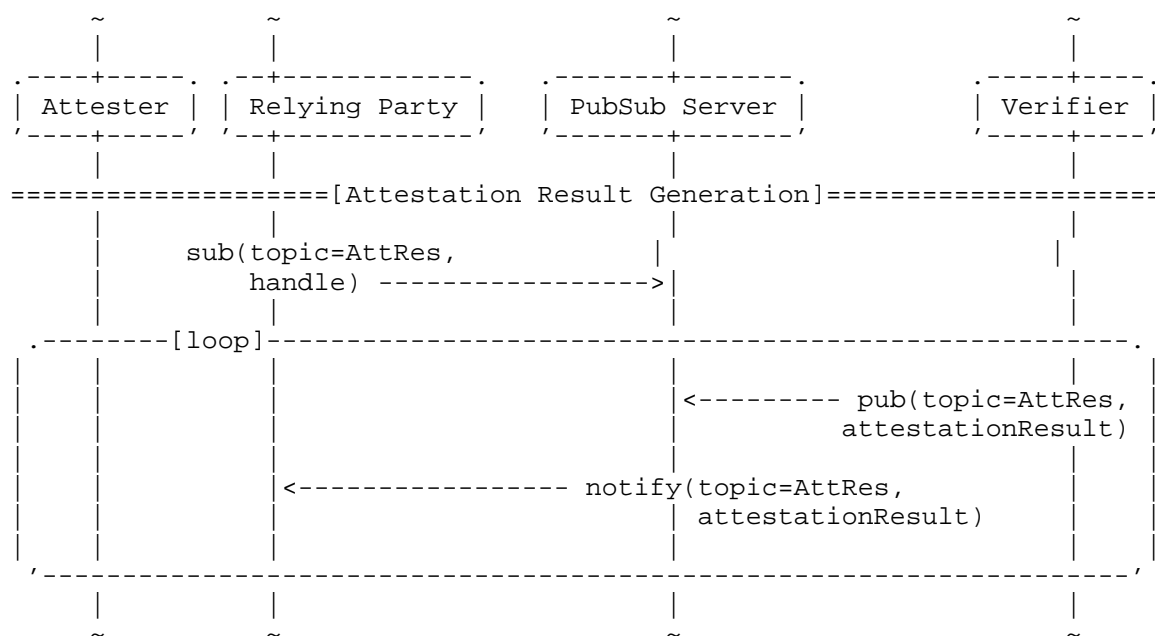 Attester Relying Party PubSub Server Verifier
[Attestation Result Generation]
sub(topic=AttRes,
handle)
[loop]
pub(topic=AttRes,
attestationResult)
notify(topic=AttRes,
attestationResult)